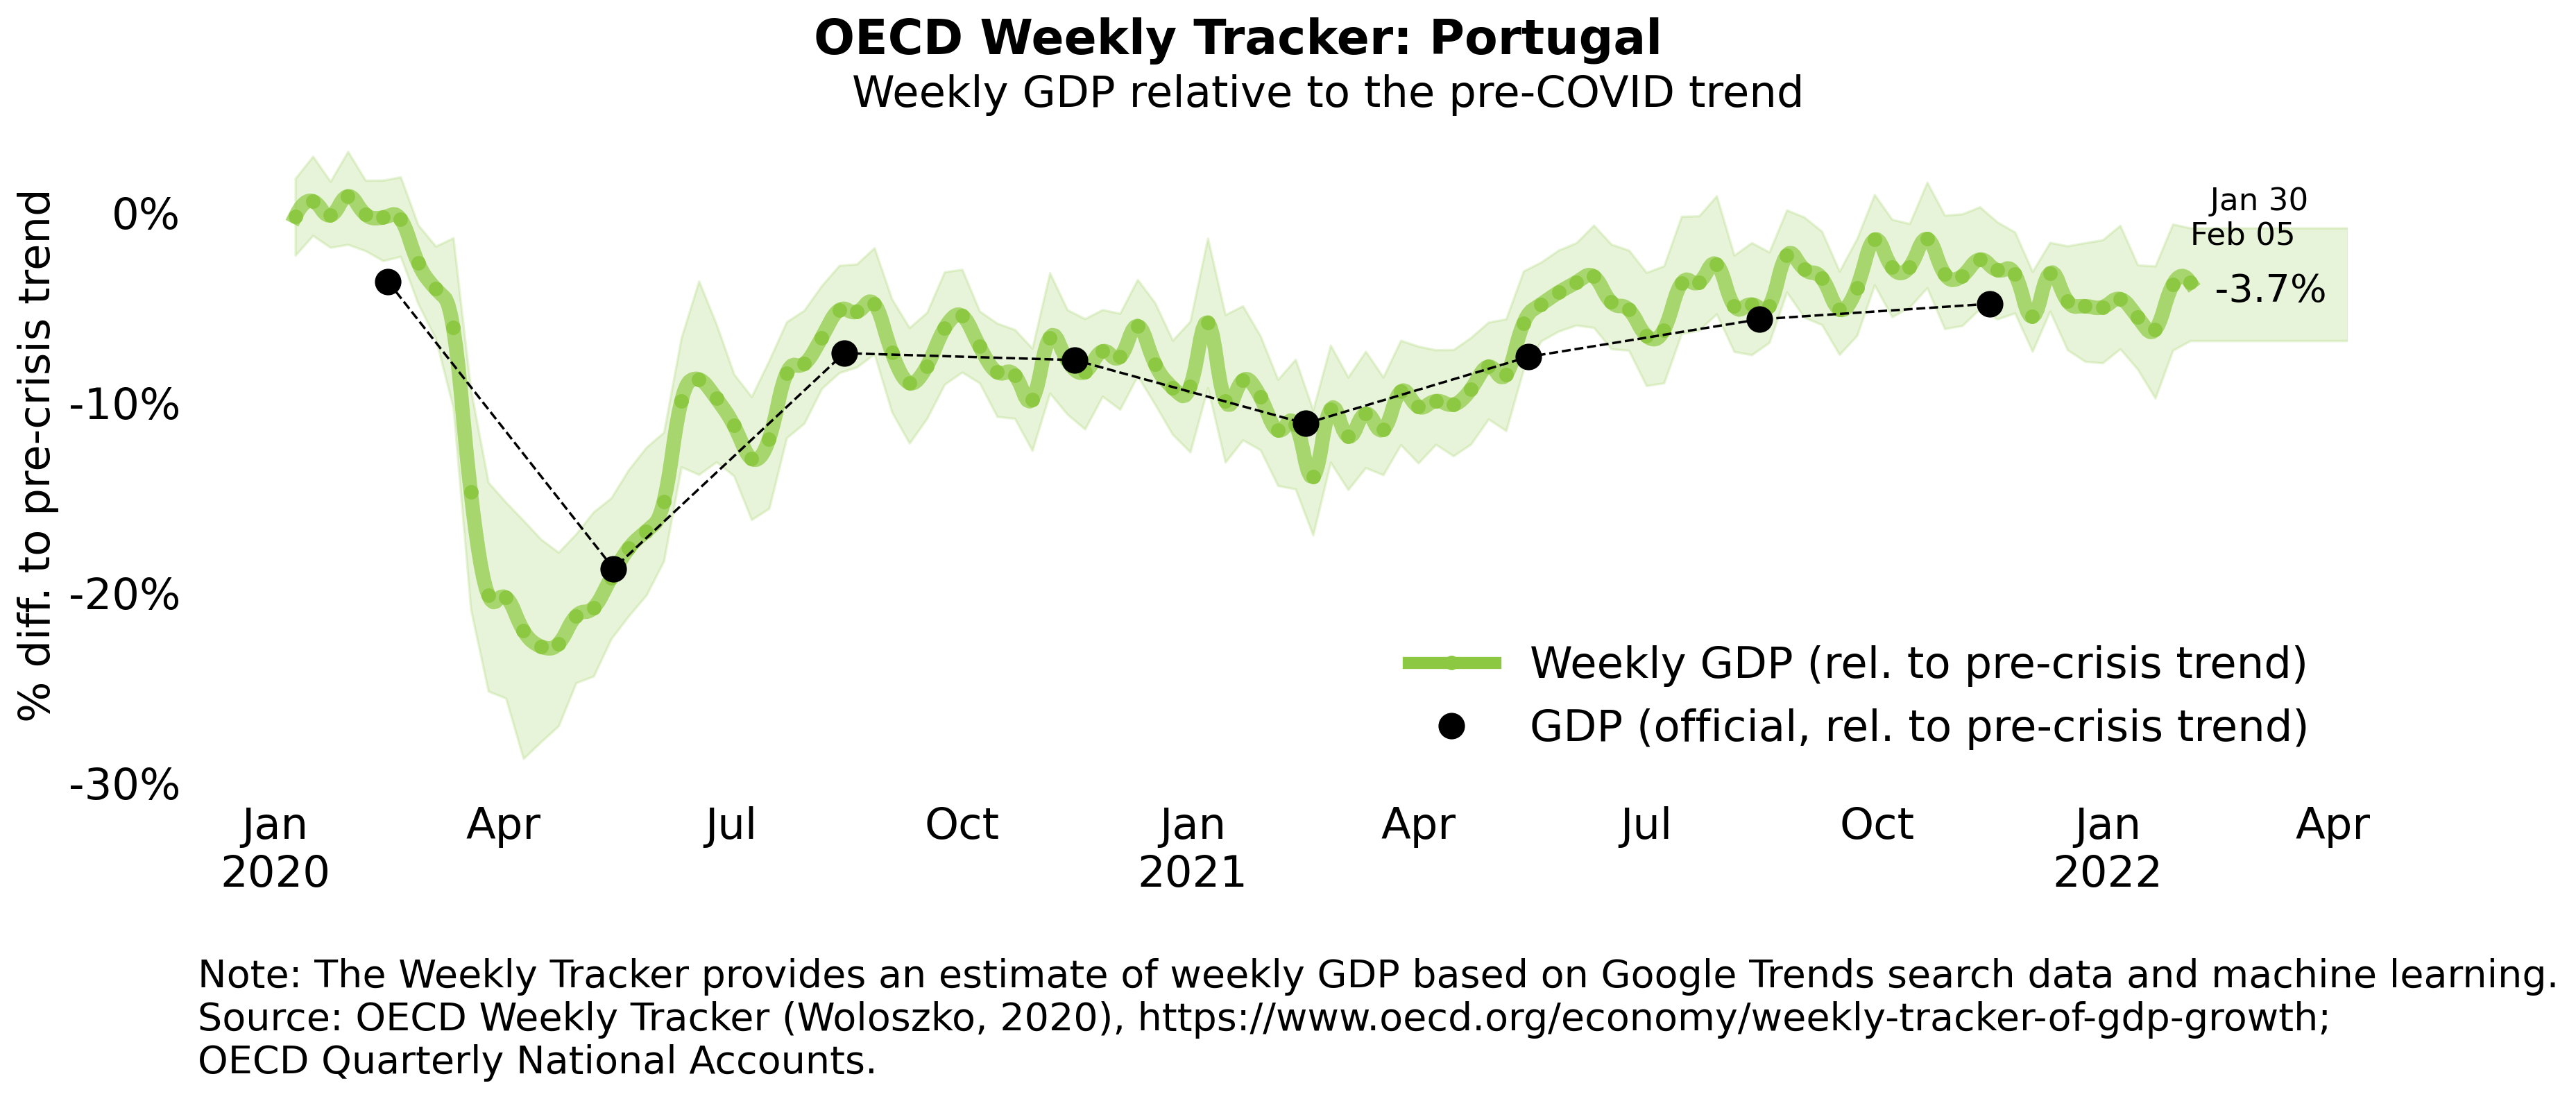 OECD Weekly Tracker: Portugal
Weekly GDP relative to the pre-COVID trend
% diff. to pre-crisis trend
0%
-10%
-20%
-30%
Jan 30
Feb 05
-3.7%
Weekly GDP (rel. to pre-crisis trend)
GDP (official, rel. to pre-crisis trend)
Jan Apr Jul Oct Jan Apr Jul Oct Jan Apr
2020 2021 2022
Note: The Weekly Tracker provides an estimate of weekly GDP based on Google Trends search data and machine learning.
Source: OECD Weekly Tracker (Woloszko, 2020), https://www.oecd.org/economy/weekly-tracker-of-gdp-growth;
OECD Quarterly National Accounts.